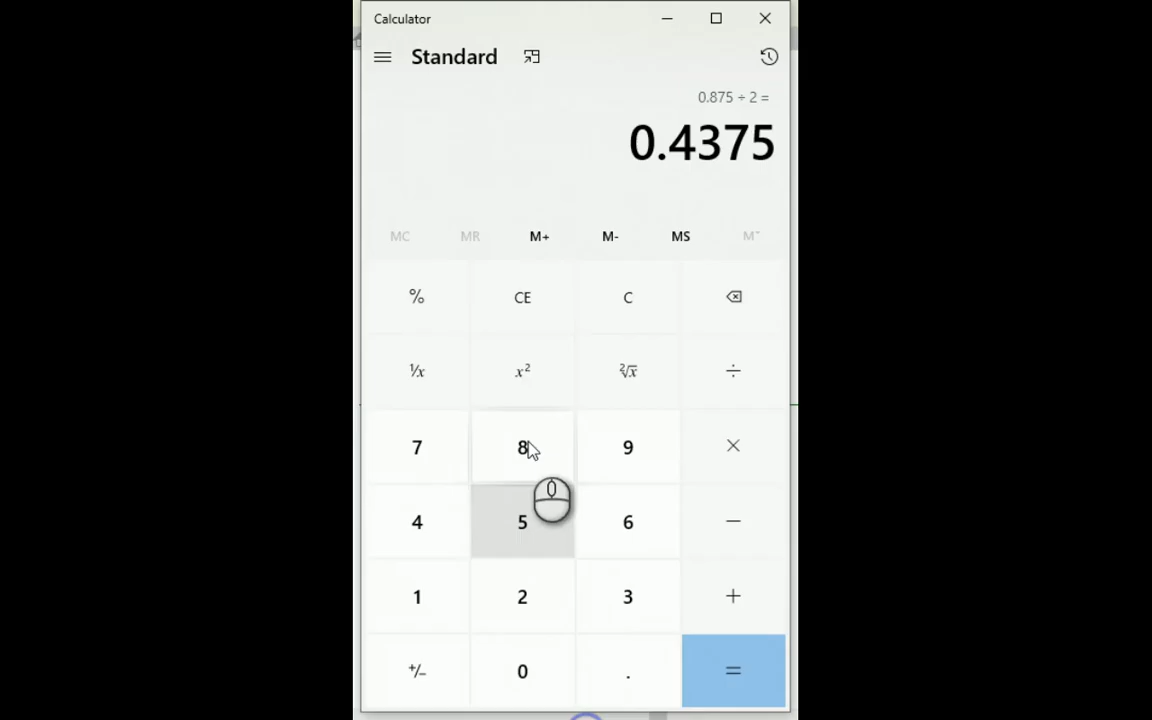 Calculator
Standard
0.875 ÷ 2 =
0.4375
MC MR M+ M- MS M˅
% CE C
⅟x x² ²√x ÷
7 8 9 ×
4 5 6 −
1 2 3 +
+/− 0 . =